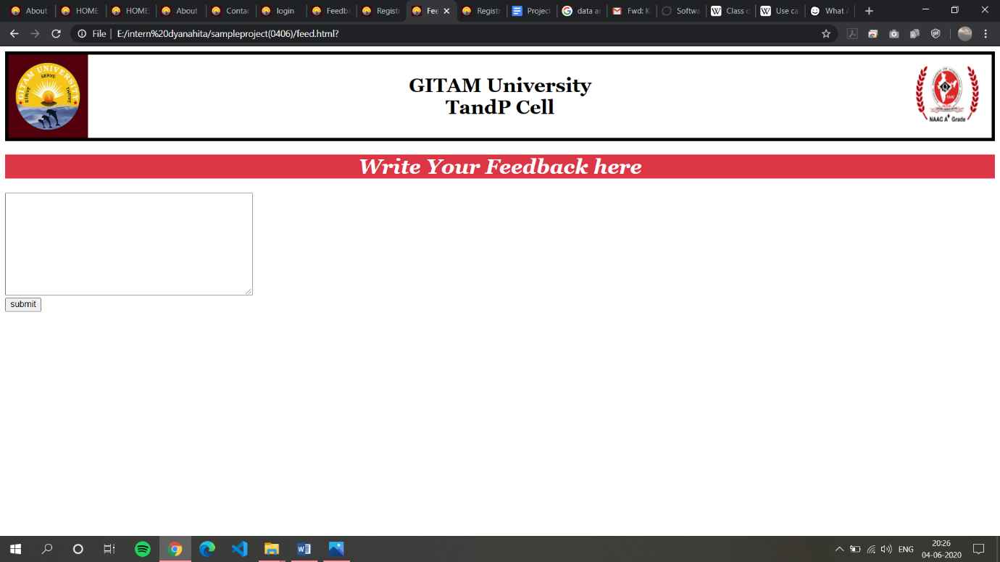 About
HOME:
HOME:
About
Contac
login
Feedba
Registr
Fee
Registr
Project
data an
Fwd: K
Softwa
Class d
Use ca
What A
File
E:/intern%20dyanahita/sampleproject(0406)/feed.html?
GITAM UNIVERSITY
SERVE
STRIVE
THRIVE
GITAM University
TandP Cell
NAAC A+ Grade
Write Your Feedback here
submit
ENG
20:26
04-06-2020